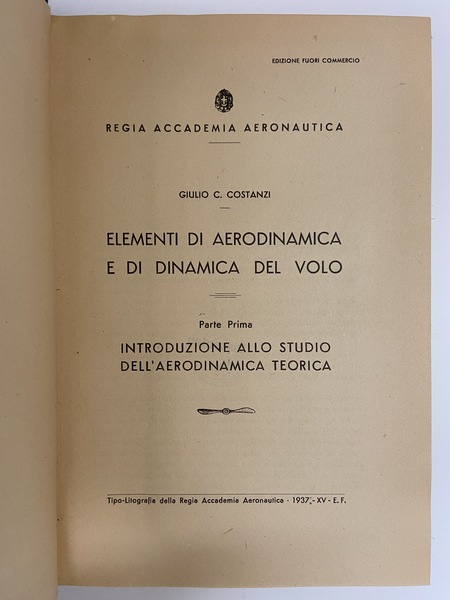 EDIZIONE FUORI COMMERCIO
REGIA ACCADEMIA AERONAUTICA
GIULIO C. COSTANZI
ELEMENTI DI AERODINAMICA
E DI DINAMICA DEL VOLO
Parte Prima
INTRODUZIONE ALLO STUDIO
DELL'AERODINAMICA TEORICA
Tipo-Litografia della Regia Accademia Aeronautica - 1937 - XV - E. F.